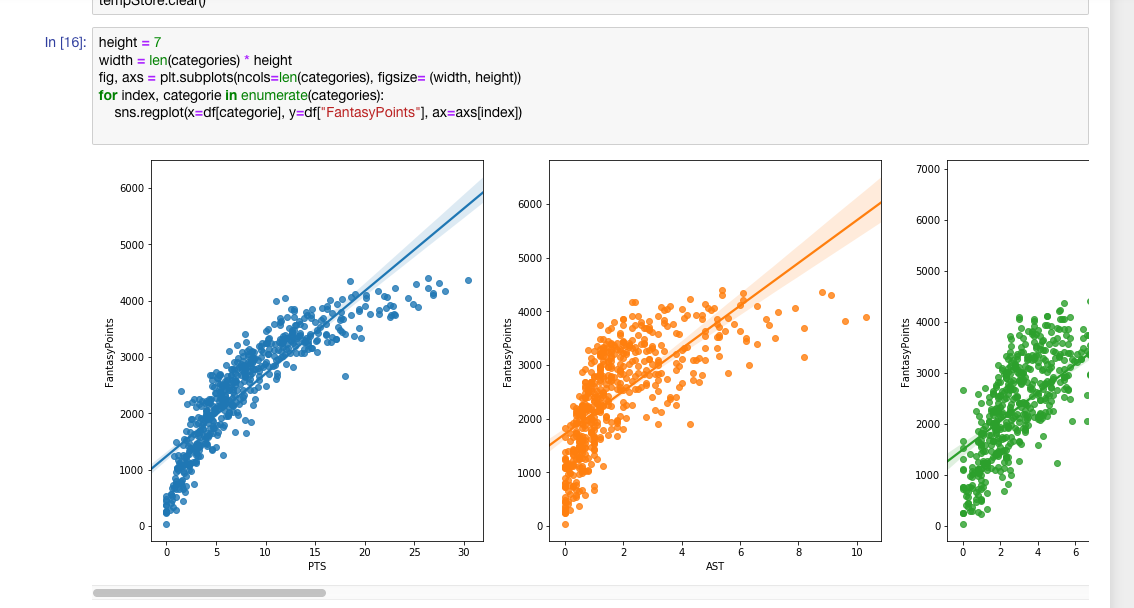 tempStore.clear()
In [16]:
height = 7
width = len(categories) * height
fig, axs = plt.subplots(ncols=len(categories), figsize= (width, height))
for index, categorie in enumerate(categories):
    sns.regplot(x=df[categorie], y=df["FantasyPoints"], ax=axs[index])
6000
5000
4000
3000
2000
1000
0
FantasyPoints
0 5 10 15 20 25 30
PTS
6000
5000
4000
3000
2000
1000
0
FantasyPoints
0 2 4 6 8 10
AST
7000
6000
5000
4000
3000
2000
1000
0
FantasyPoints
0 2 4 6